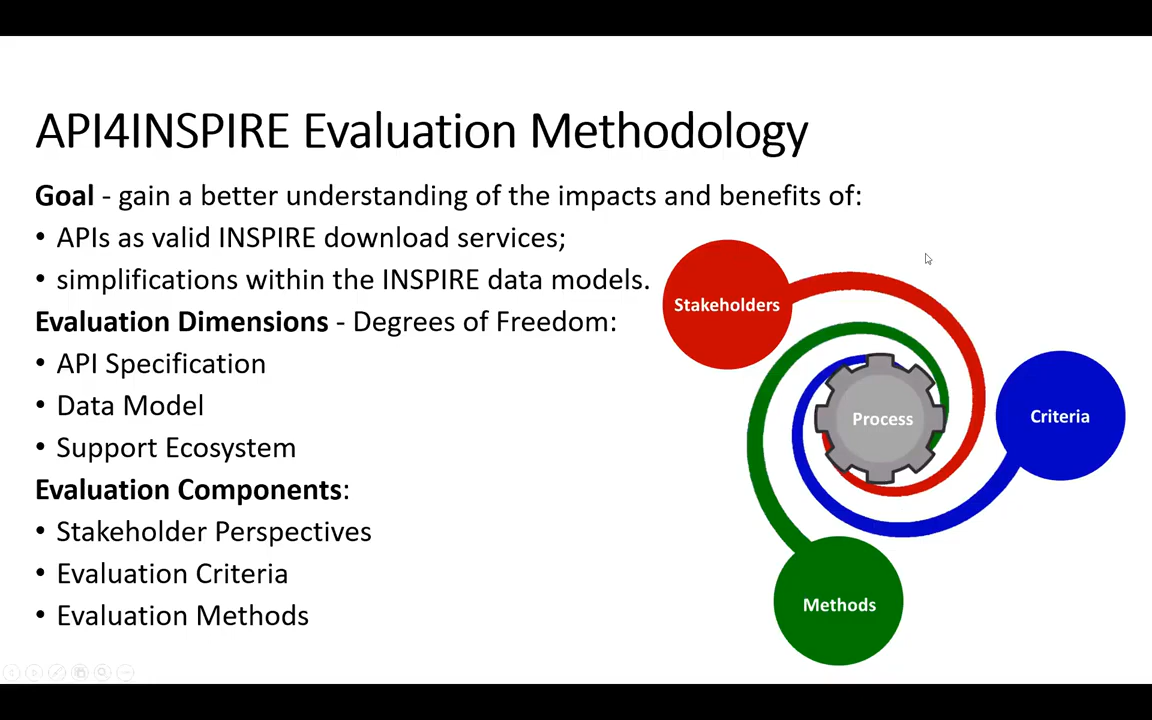 API4INSPIRE Evaluation Methodology
Goal - gain a better understanding of the impacts and benefits of:
• APIs as valid INSPIRE download services;
• simplifications within the INSPIRE data models.
Evaluation Dimensions - Degrees of Freedom:
• API Specification
• Data Model
• Support Ecosystem
Evaluation Components:
• Stakeholder Perspectives
• Evaluation Criteria
• Evaluation Methods
Stakeholders
Process
Criteria
Methods